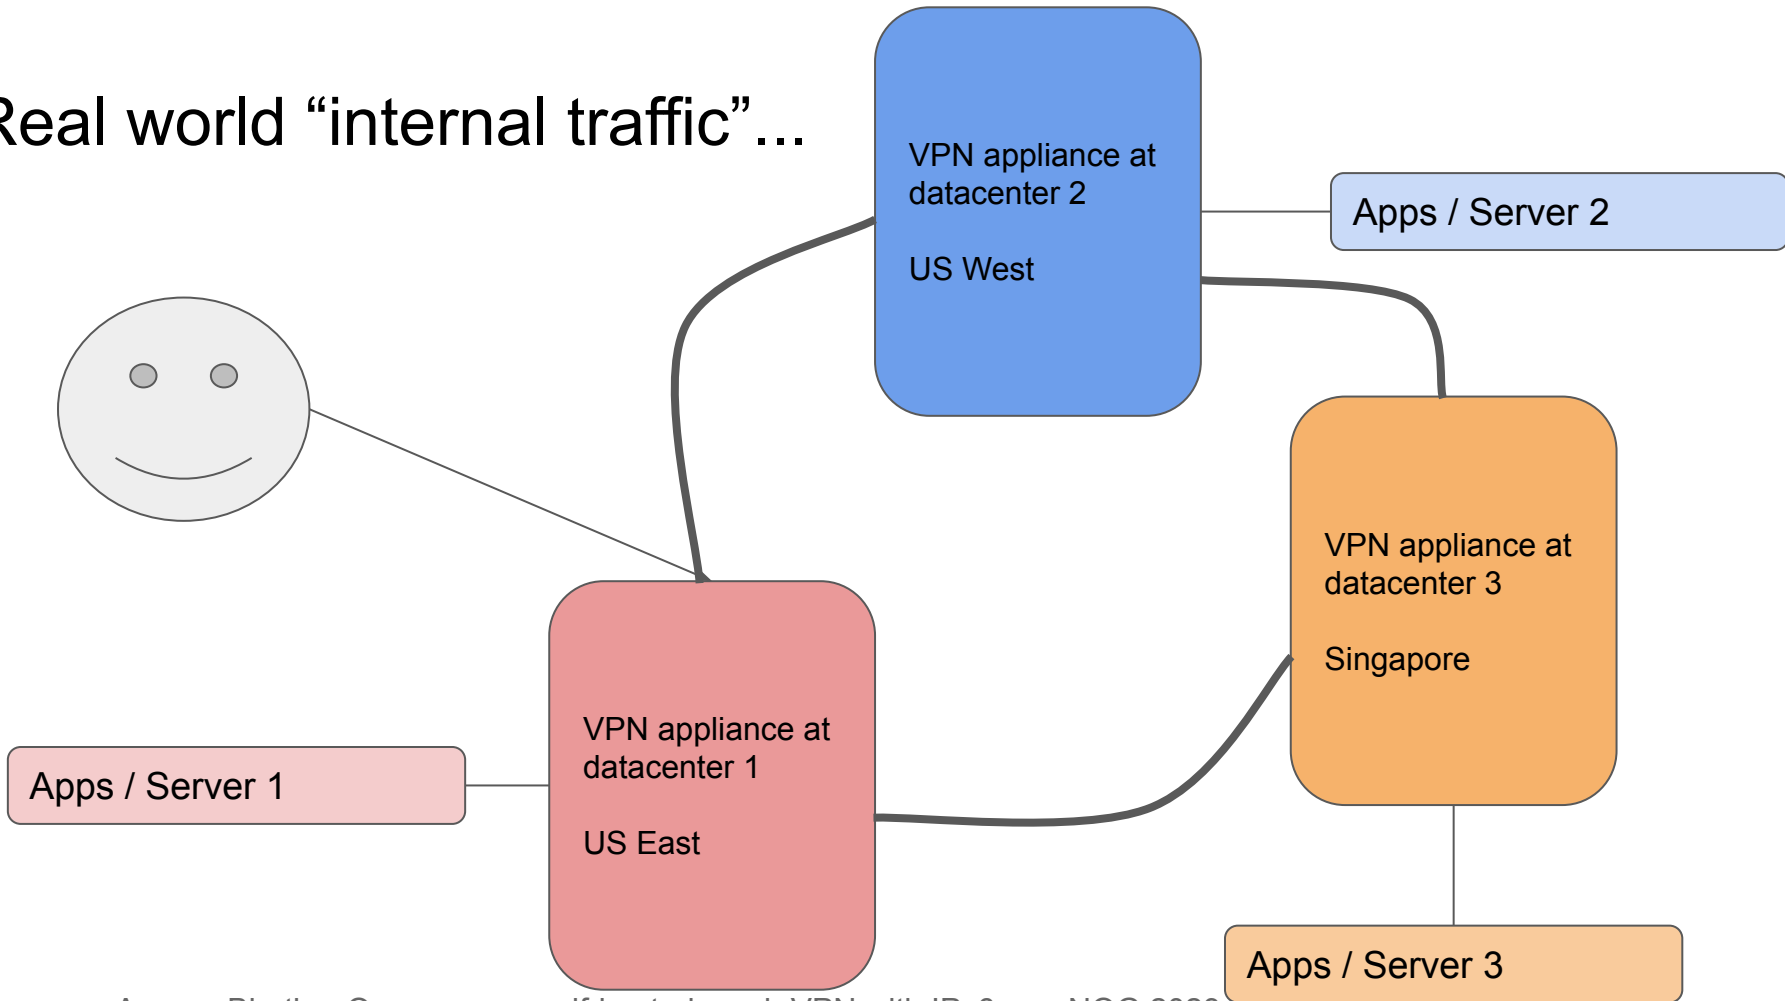 Real world “internal traffic”...
VPN appliance at
datacenter 2
US West
Apps / Server 2
VPN appliance at
datacenter 3
Singapore
VPN appliance at
datacenter 1
US East
Apps / Server 1
Apps / Server 3